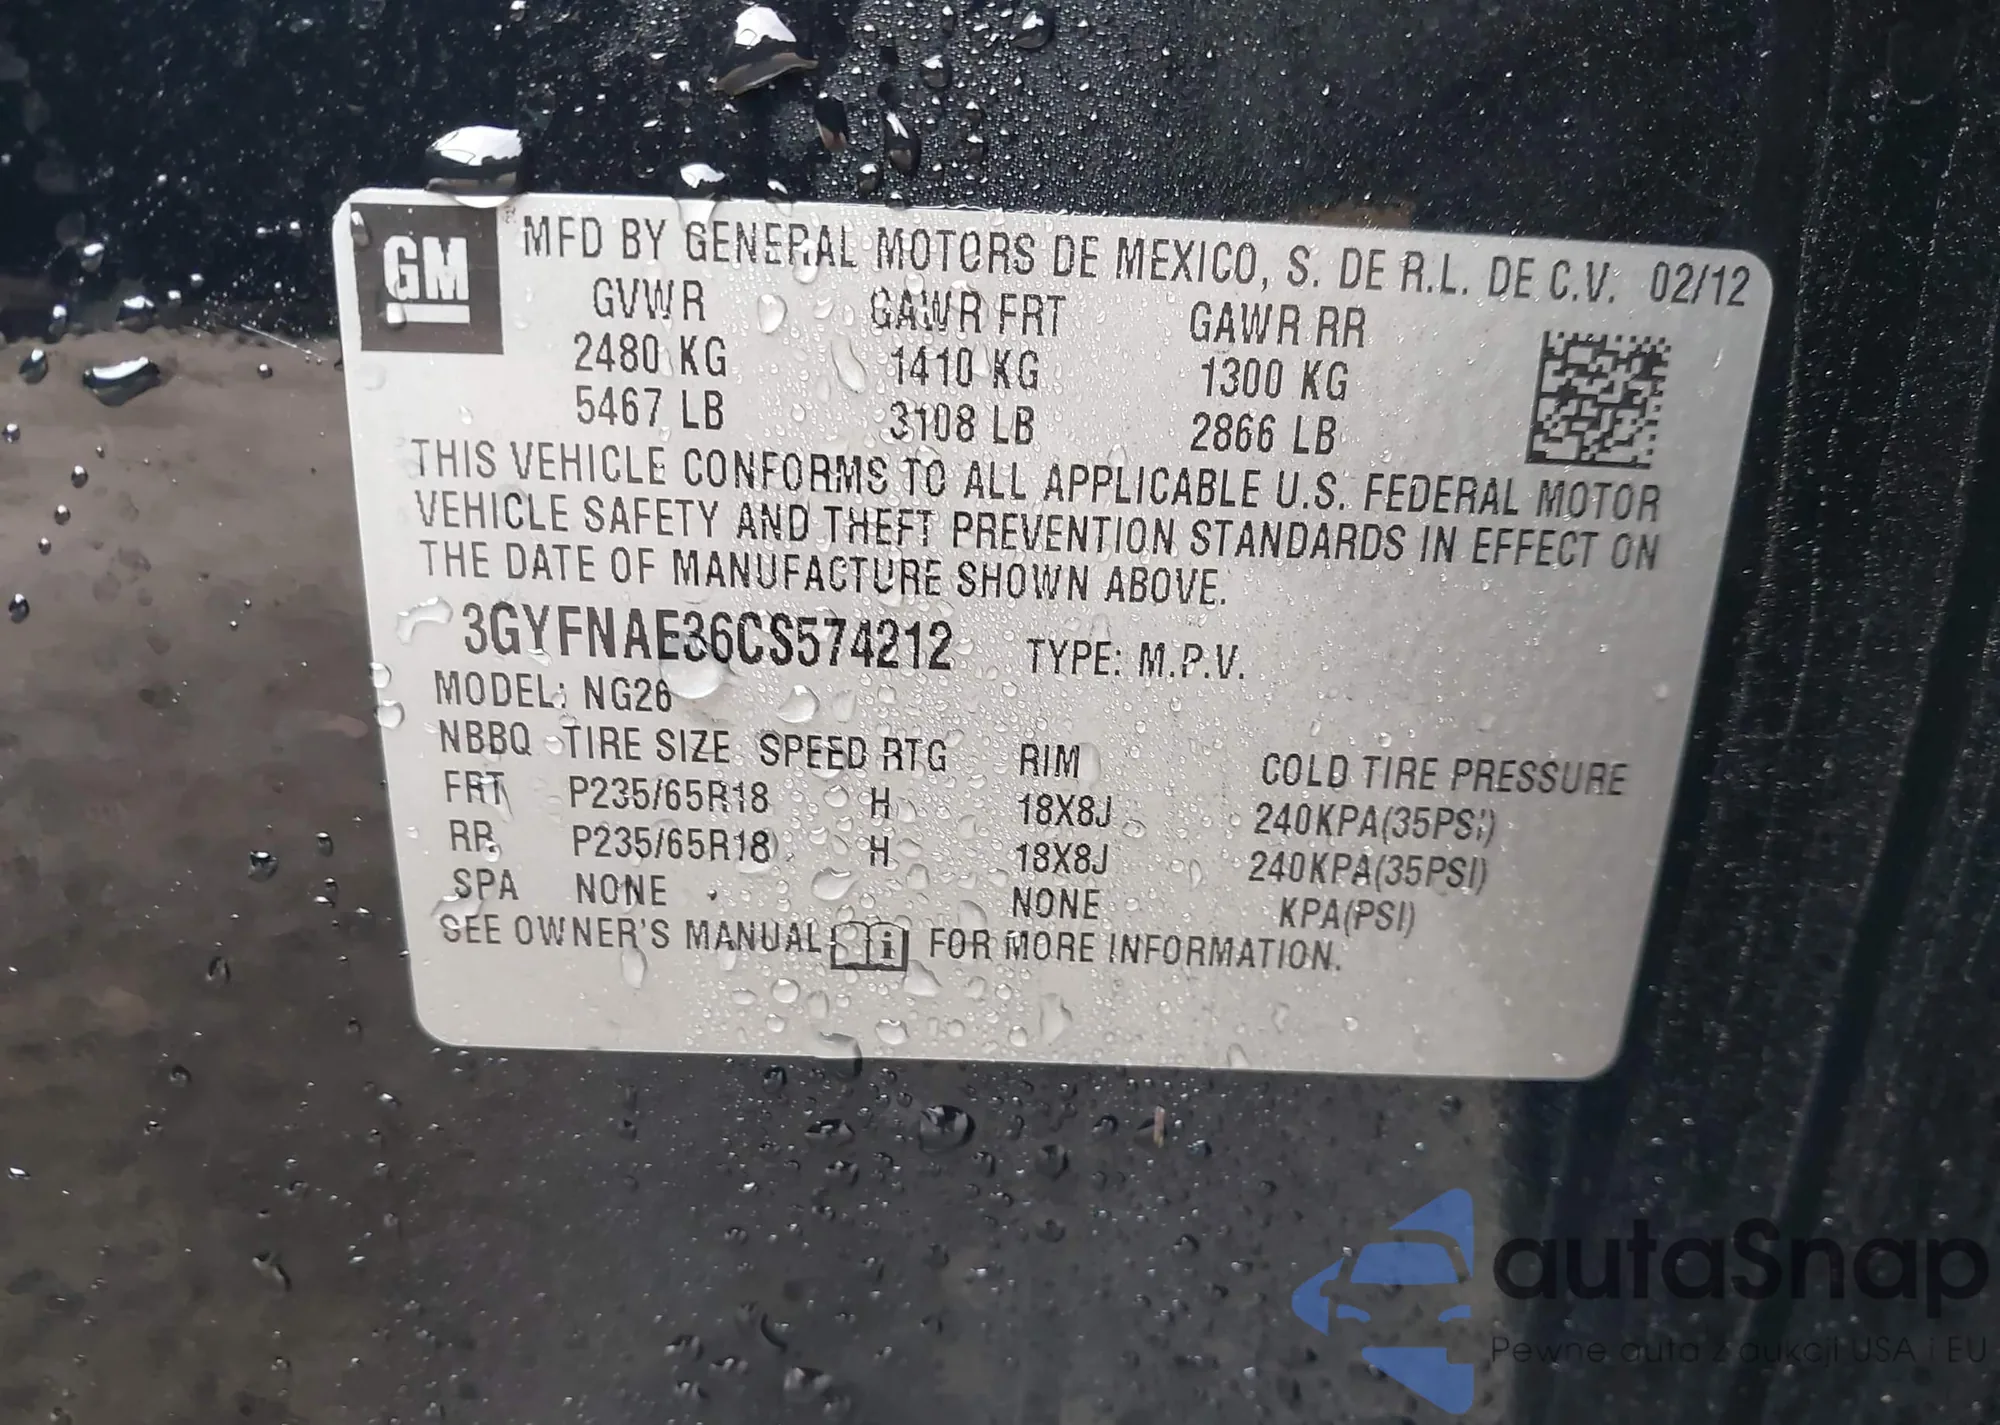 GM
MFD BY GENERAL MOTORS DE MEXICO, S. DE R.L. DE C.V. 02/12
GVWR GAWR FRT GAWR RR
2480 KG 1410 KG 1300 KG
5467 LB 3108 LB 2866 LB
THIS VEHICLE CONFORMS TO ALL APPLICABLE U.S. FEDERAL MOTOR
VEHICLE SAFETY AND THEFT PREVENTION STANDARDS IN EFFECT ON
THE DATE OF MANUFACTURE SHOWN ABOVE.
3GYFNAE36CS574212 TYPE: M.P.V.
MODEL: NG26
NBBQ TIRE SIZE SPEED RTG RIM COLD TIRE PRESSURE
FRT P235/65R18 H 18X8J 240KPA(35PSI)
RR P235/65R18 H 18X8J 240KPA(35PSI)
SPA NONE NONE KPA(PSI)
SEE OWNER'S MANUAL i FOR MORE INFORMATION.
autaSnap
Pewne auta z aukcji USA i EU